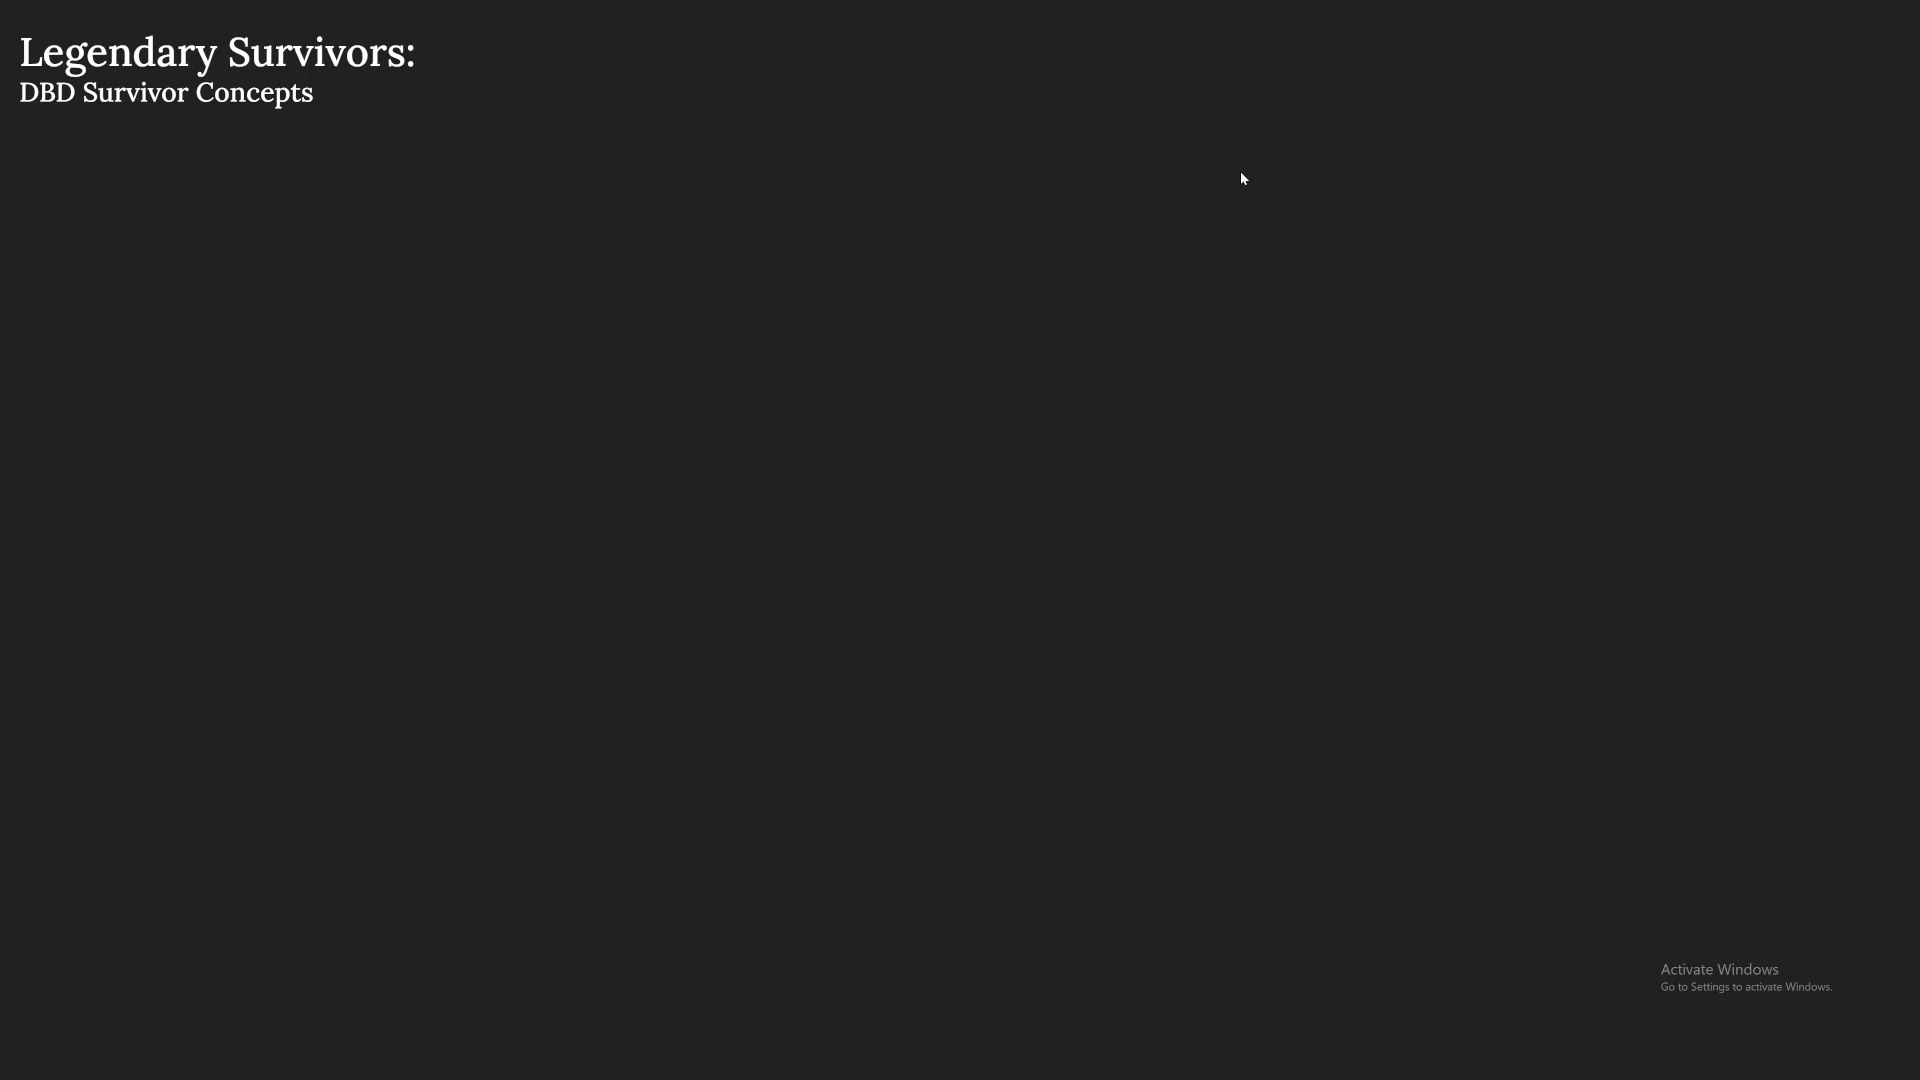 Legendary Survivors:
DBD Survivor Concepts
Activate Windows
Go to Settings to activate Windows.